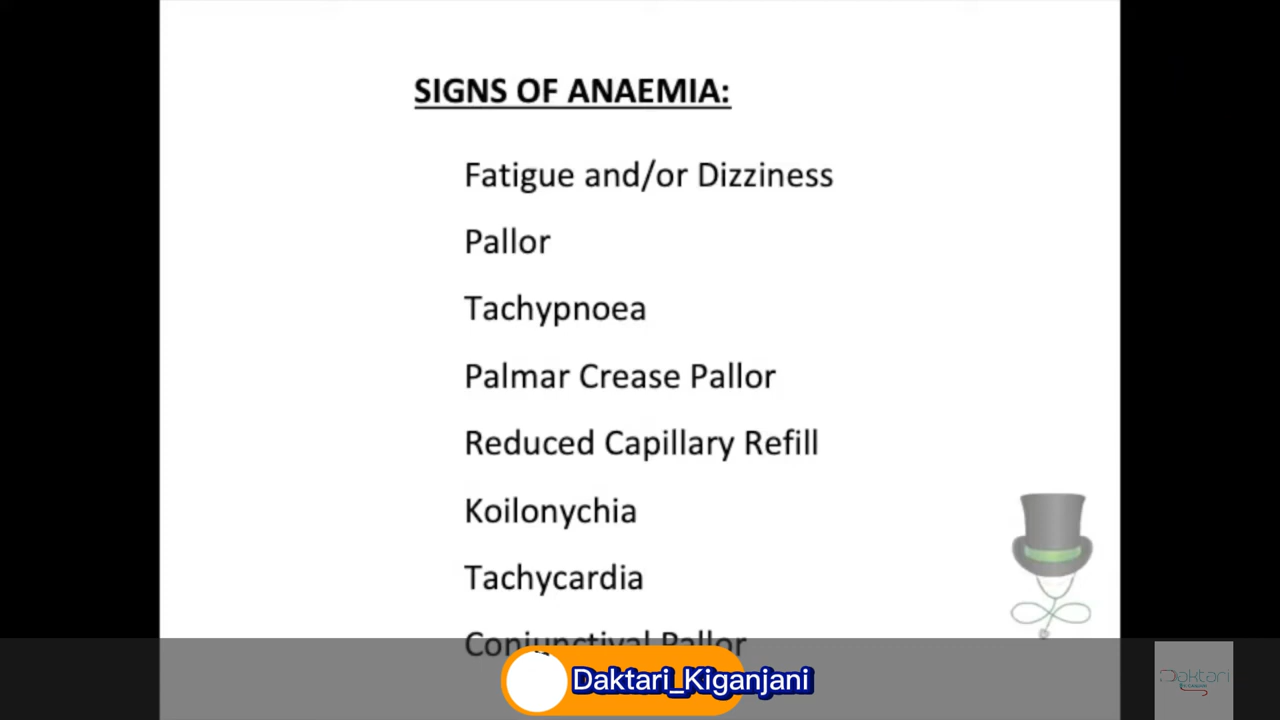 SIGNS OF ANAEMIA:
Fatigue and/or Dizziness
Pallor
Tachypnoea
Palmar Crease Pallor
Reduced Capillary Refill
Koilonychia
Tachycardia
Conjunctival Pallor
Daktari_Kiganjani
Daktari